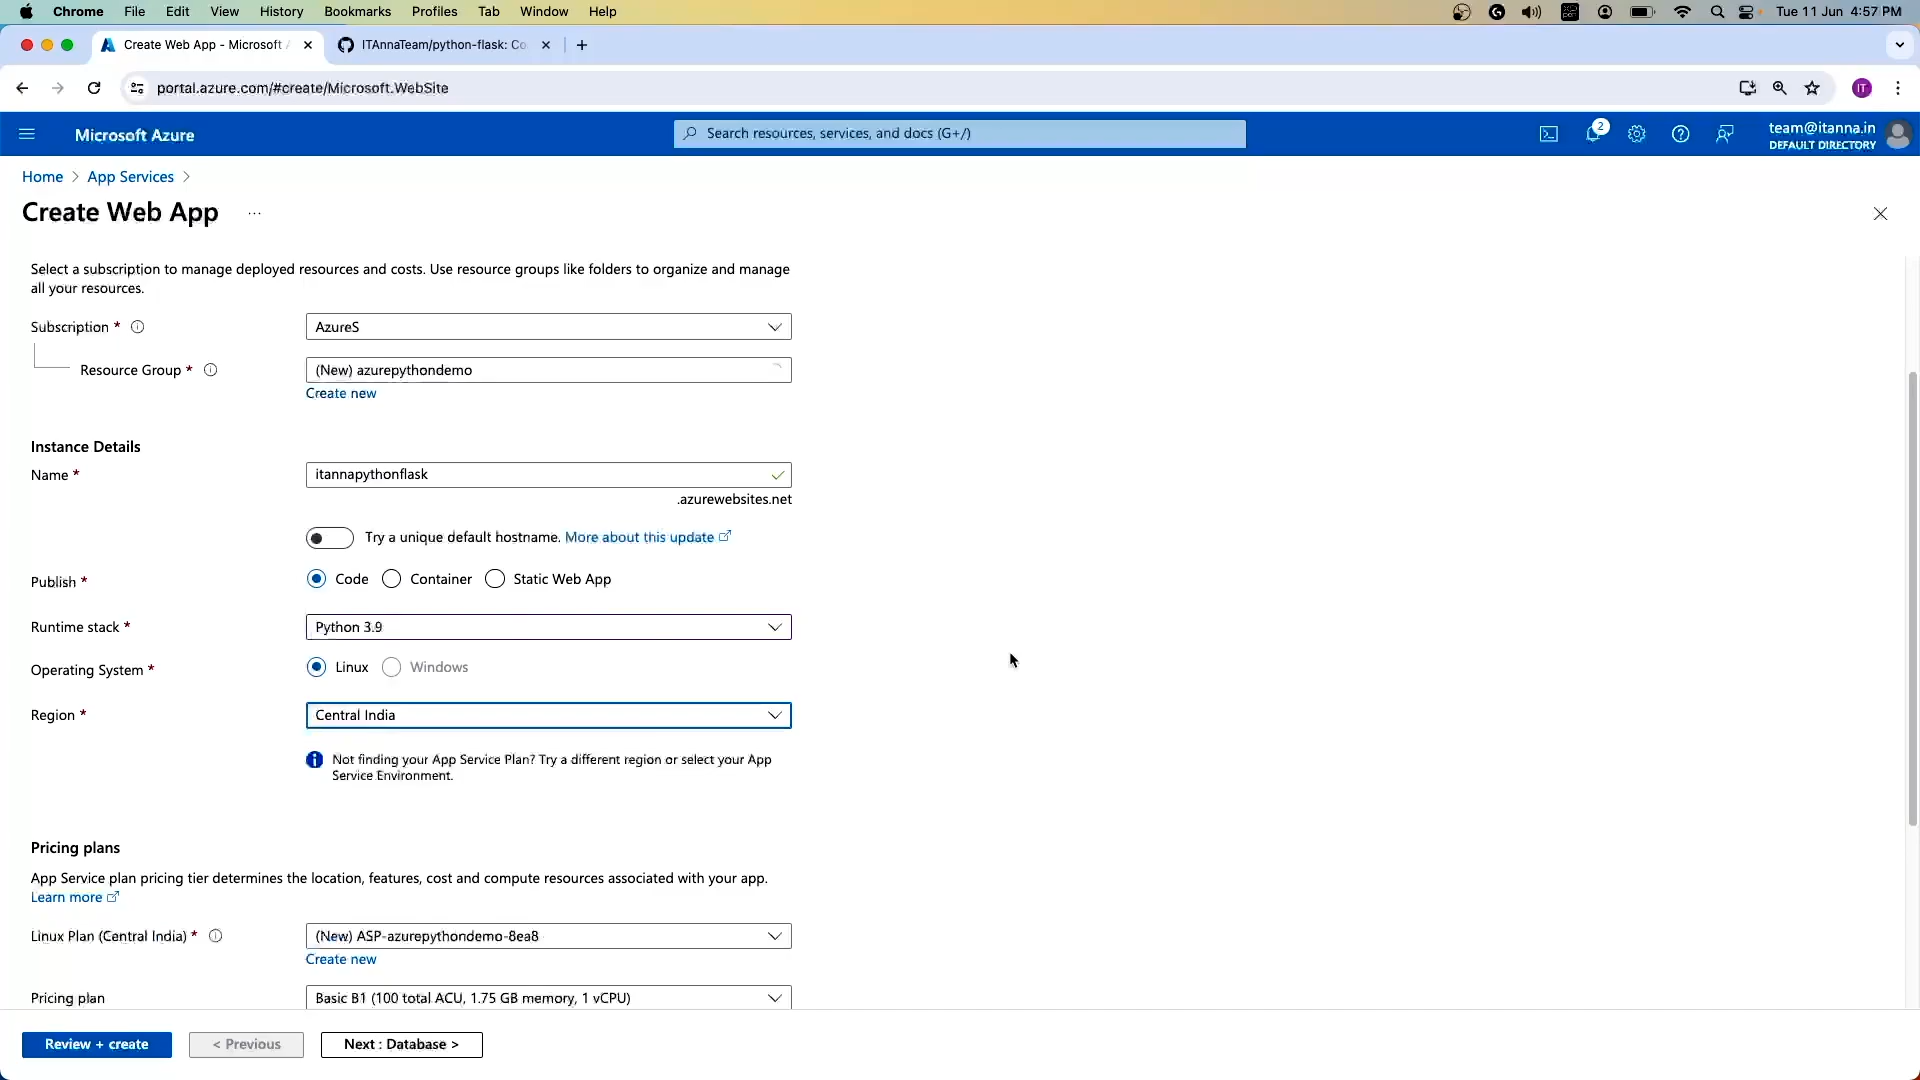 Chrome File Edit View History Bookmarks Profiles Tab Window Help Tue 11 Jun 4:57 PM
Create Web App - Microsoft A ITAnnaTeam/python-flask: Co
portal.azure.com/#create/Microsoft.WebSite IT
Microsoft Azure Search resources, services, and docs (G+/) 2 team@itanna.in
DEFAULT DIRECTORY
Home > App Services >
Create Web App ...
Select a subscription to manage deployed resources and costs. Use resource groups like folders to organize and manage
all your resources.
Subscription * AzureS
Resource Group * (New) azurepythondemo
Create new
Instance Details
Name * itannapythonflask
.azurewebsites.net
Try a unique default hostname. More about this update
Publish * Code Container Static Web App
Runtime stack * Python 3.9
Operating System * Linux Windows
Region * Central India
Not finding your App Service Plan? Try a different region or select your App
Service Environment.
Pricing plans
App Service plan pricing tier determines the location, features, cost and compute resources associated with your app.
Learn more
Linux Plan (Central India) * (New) ASP-azurepythondemo-8ea8
Create new
Pricing plan Basic B1 (100 total ACU, 1.75 GB memory, 1 vCPU)
Review + create < Previous Next : Database >